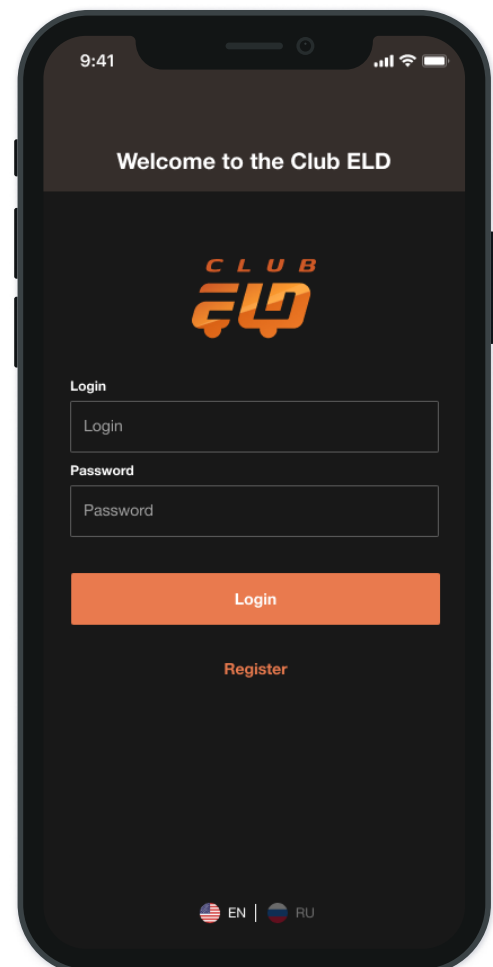 9:41
Welcome to the Club ELD
CLUB
ELD
Login
Login
Password
Password
Login
Register
EN | RU